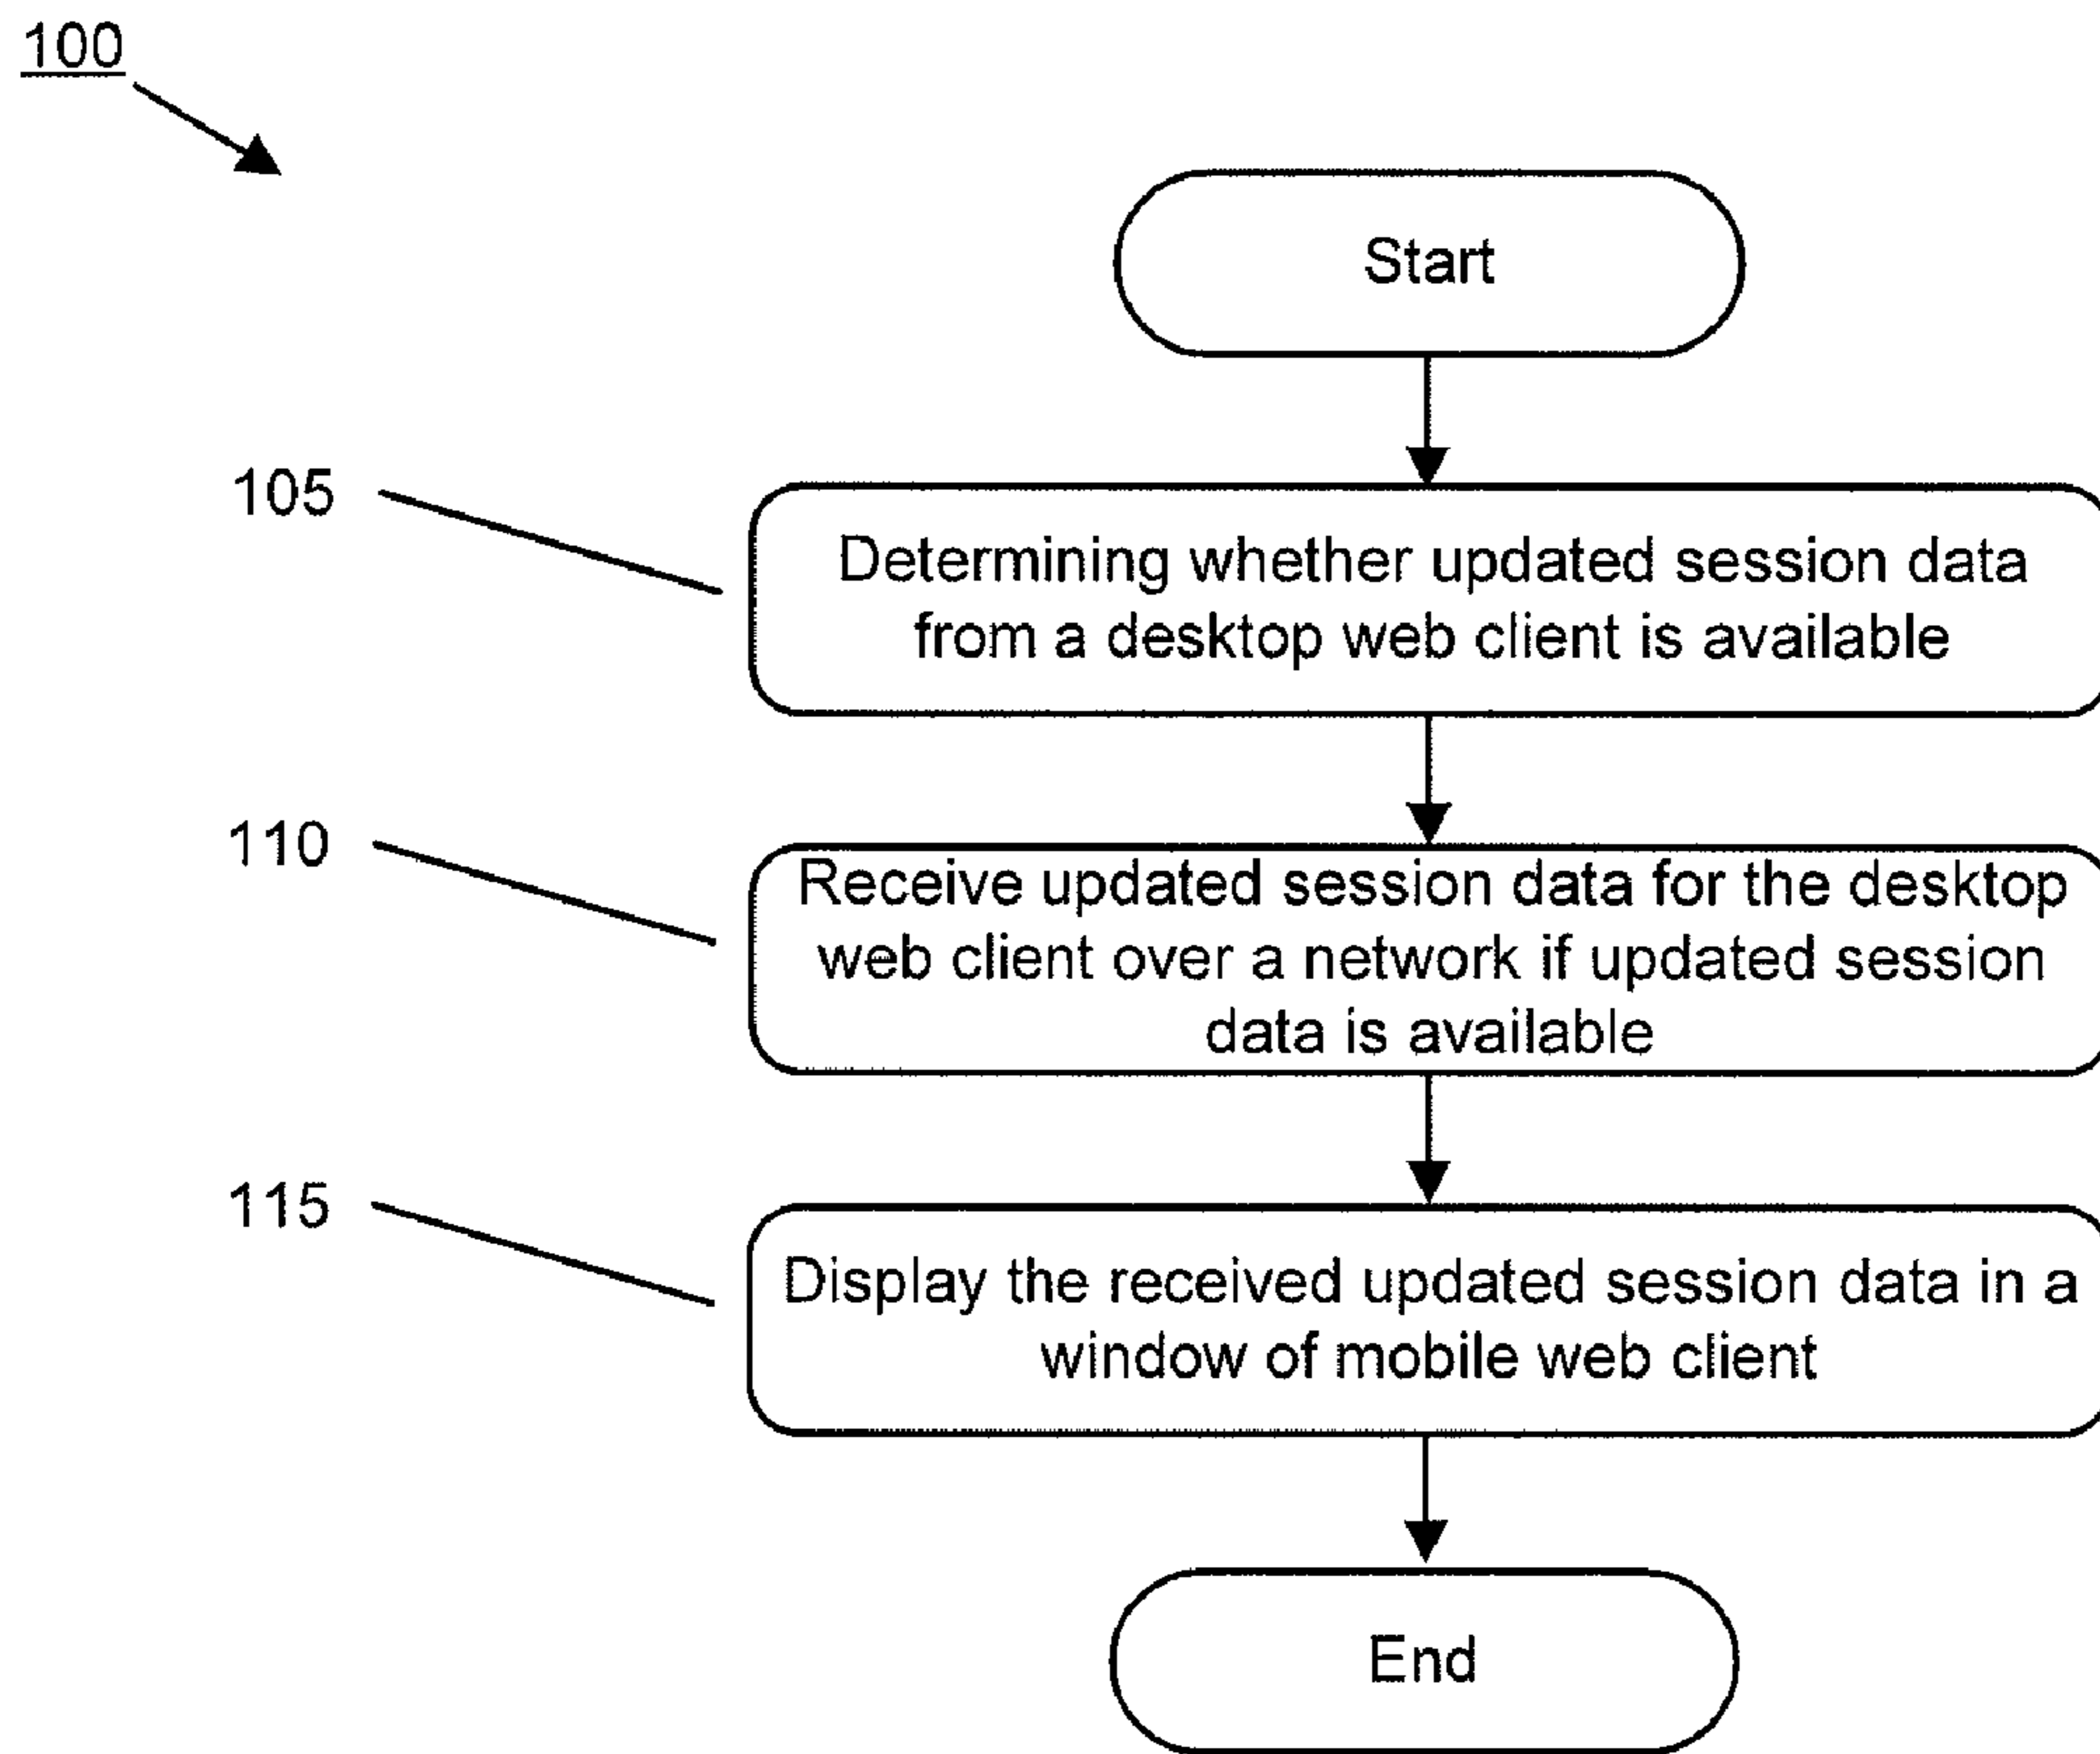 100
Start
105
Determining whether updated session data
from a desktop web client is available
110
Receive updated session data for the desktop
web client over a network if updated session
data is available
115
Display the received updated session data in a
window of mobile web client
End